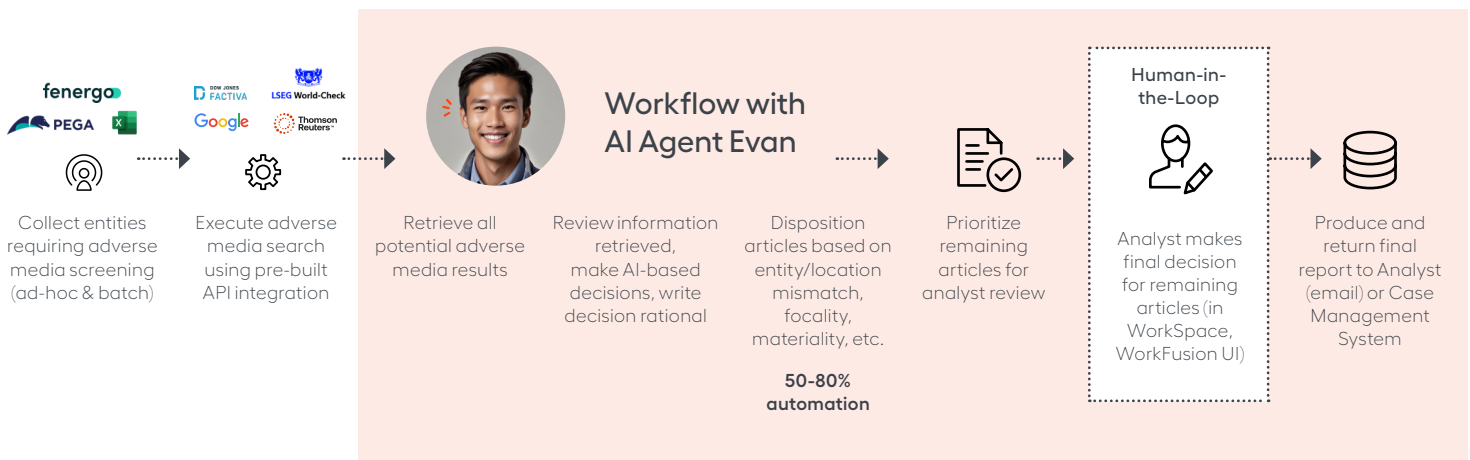 fenergo
PEGA
DOW JONES
FACTIVA
LSEG World-Check
Google
Thomson
Reuters™
Collect entities
requiring adverse
media screening
(ad-hoc & batch)
Execute adverse
media search
using pre-built
API integration
Workflow with
AI Agent Evan
Retrieve all
potential adverse
media results
Review information
retrieved,
make AI-based
decisions, write
decision rational
Disposition
articles based on
entity/location
mismatch,
focality,
materiality, etc.
50-80%
automation
Prioritize
remaining
articles for
analyst review
Human-in-
the-Loop
Analyst makes
final decision
for remaining
articles (in
WorkSpace,
WorkFusion UI)
Produce and
return final
report to Analyst
(email) or Case
Management
System